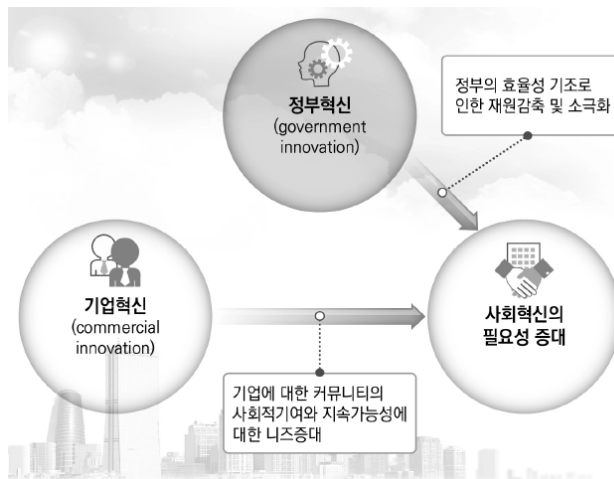 정부혁신
(government
innovation)
정부의 효율성 기조로
인한 재원감축 및 소극화
기업혁신
(commercial
innovation)
사회혁신의
필요성 증대
기업에 대한 커뮤니티의
사회적기여와 지속가능성에
대한 니즈증대